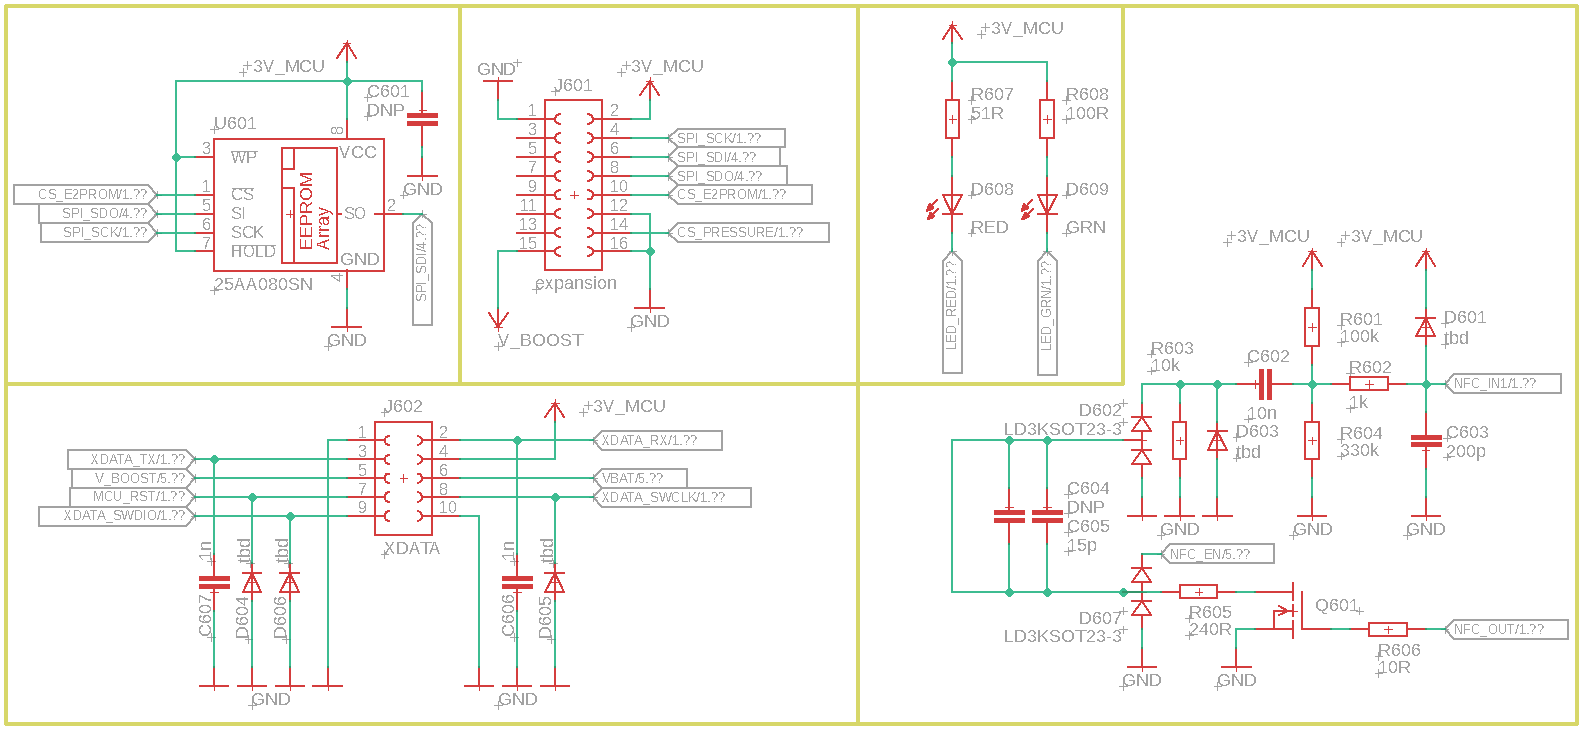 +3V_MCU
C601
DNP
U601
8
3
WP
VCC
1
CS
5
SI
6
SCK
7
HOLD
EEPROM
Array
SO
2
GND
4
25AA080SN
GND
GND
CS_E2PROM/1.??
SPI_SDO/4.??
SPI_SCK/1.??
SPI_SDI/4.??
GND
+3V_MCU
J601
1
2
3
4
5
6
7
8
9
10
11
12
13
14
15
16
expansion
SPI_SCK/1.??
SPI_SDI/4.??
SPI_SDO/4.??
CS_E2PROM/1.??
CS_PRESSURE/1.??
V_BOOST
GND
+3V_MCU
R607
51R
R608
100R
D608
RED
D609
GRN
LED_RED/1.??
LED_GRN/1.??
+3V_MCU
+3V_MCU
R601
100k
D601
tbd
R603
10k
C602
10n
R602
1k
NFC_IN1/1.??
D602
LD3KSOT23-3
D603
tbd
R604
330k
C603
200p
C604
DNP
C605
15p
GND
GND
GND
NFC_EN/5.??
D607
LD3KSOT23-3
R605
240R
Q601
R606
10R
NFC_OUT/1.??
GND
GND
J602
+3V_MCU
1
2
3
4
5
6
7
8
9
10
XDATA
XDATA_TX/1.??
V_BOOST/5.??
MCU_RST/1.??
XDATA_SWDIO/1.??
XDATA_RX/1.??
VBAT/5.??
XDATA_SWCLK/1.??
1n
C607
tbd
D604
tbd
D606
1n
C606
tbd
D605
GND
GND